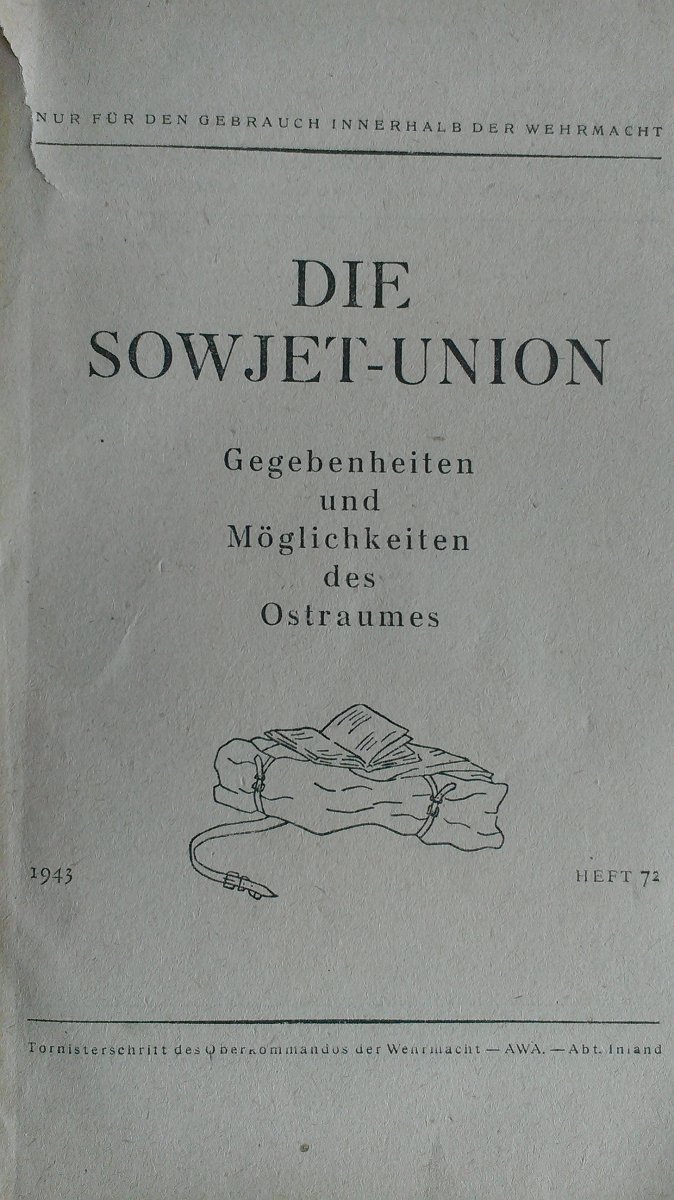 NUR FÜR DEN GEBRAUCH INNERHALB DER WEHRMACHT
DIE
SOWJET-UNION
Gegebenheiten
und
Möglichkeiten
des
Ostraumes
1943 HEFT 72
Tornisterschrift des Oberkommandos der Wehrmacht — AWA. — Abt. Inland